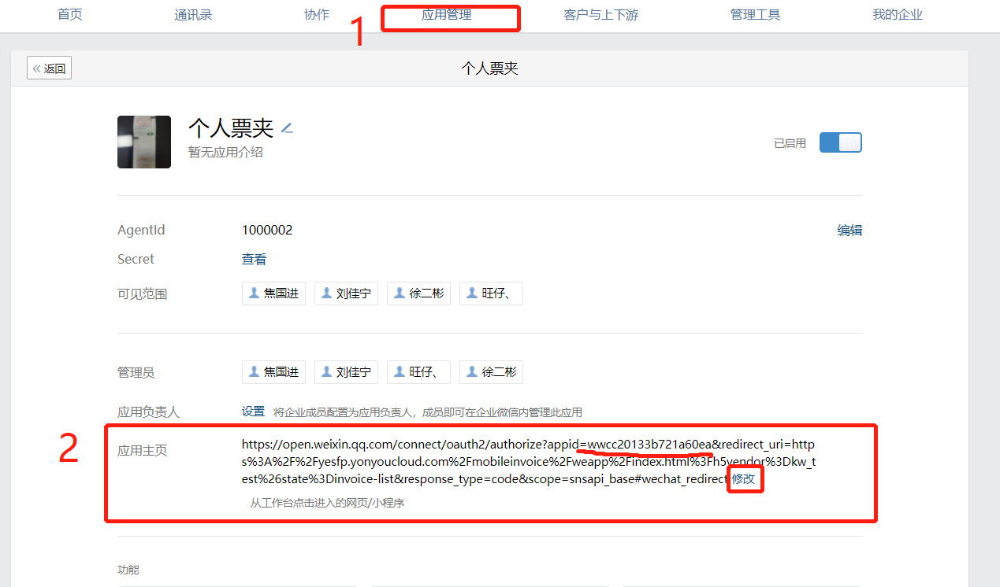 首页 通讯录 协作 应用管理 客户与上下游 管理工具 我的企业
1
« 返回 个人票夹
个人票夹
暂无应用介绍
已启用
AgentId 1000002 编辑
Secret 查看
可见范围 焦国进 刘佳宁 徐二彬 旺仔、
管理员 焦国进 刘佳宁 旺仔、 徐二彬
应用负责人 设置 将企业成员配置为应用负责人，成员即可在企业微信内管理此应用
2
应用主页 https://open.weixin.qq.com/connect/oauth2/authorize?appid=wwcc20133b721a60ea&redirect_uri=http
s%3A%2F%2Fyesfp.yonyoucloud.com%2Fmobileinvoice%2Fweapp%2Findex.html%3Fh5vendor%3Dkw_t
est%26state%3Dinvoice-list&response_type=code&scope=snsapi_base#wechat_redirect 修改
从工作台点击进入的网页/小程序
功能